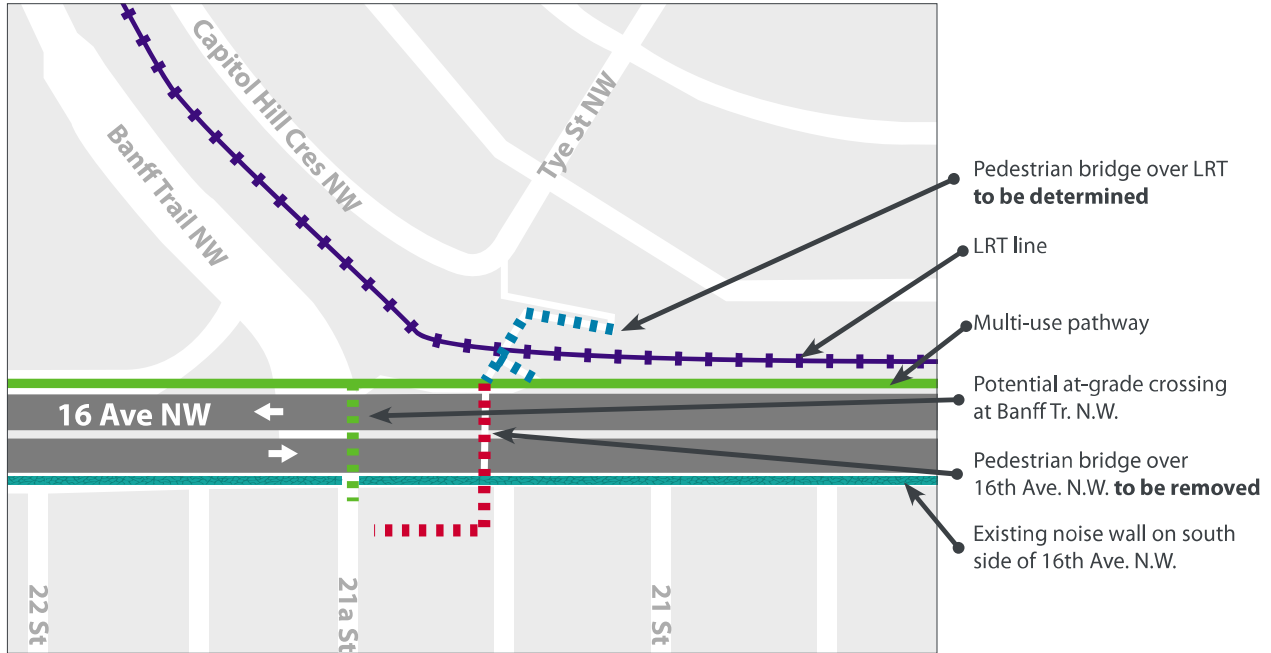 Capitol Hill Cres NW
Banff Trail NW
Tye St NW
Pedestrian bridge over LRT
to be determined
LRT line
Multi-use pathway
Potential at-grade crossing
at Banff Tr. N.W.
16 Ave NW
Pedestrian bridge over
16th Ave. N.W. to be removed
Existing noise wall on south
side of 16th Ave. N.W.
22 St
21a St
21 St